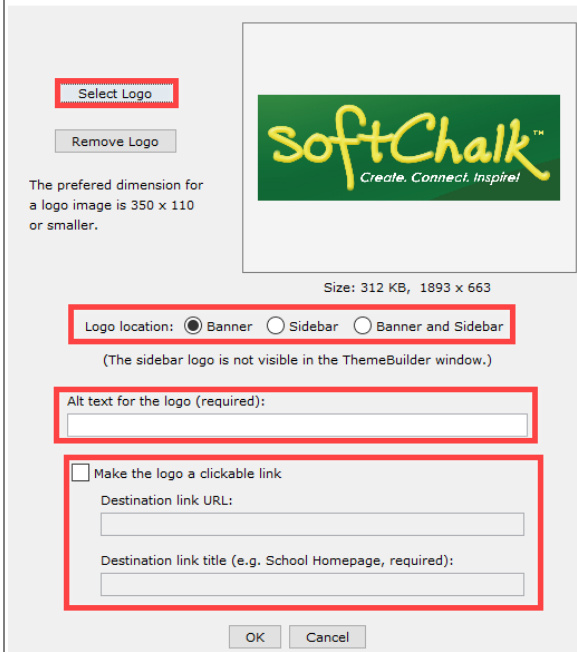 Select Logo
Remove Logo
The prefered dimension for
a logo image is 350 x 110
or smaller.
SoftChalk™
Create. Connect. Inspire!
Size: 312 KB, 1893 x 663
Logo location: Banner Sidebar Banner and Sidebar
(The sidebar logo is not visible in the ThemeBuilder window.)
Alt text for the logo (required):
Make the logo a clickable link
Destination link URL:
Destination link title (e.g. School Homepage, required):
OK Cancel